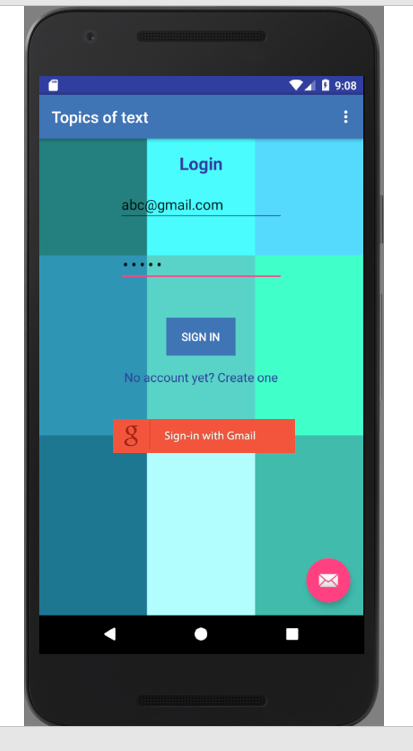 9:08
Topics of text
Login
abc@gmail.com
•••••
SIGN IN
No account yet? Create one
g Sign-in with Gmail